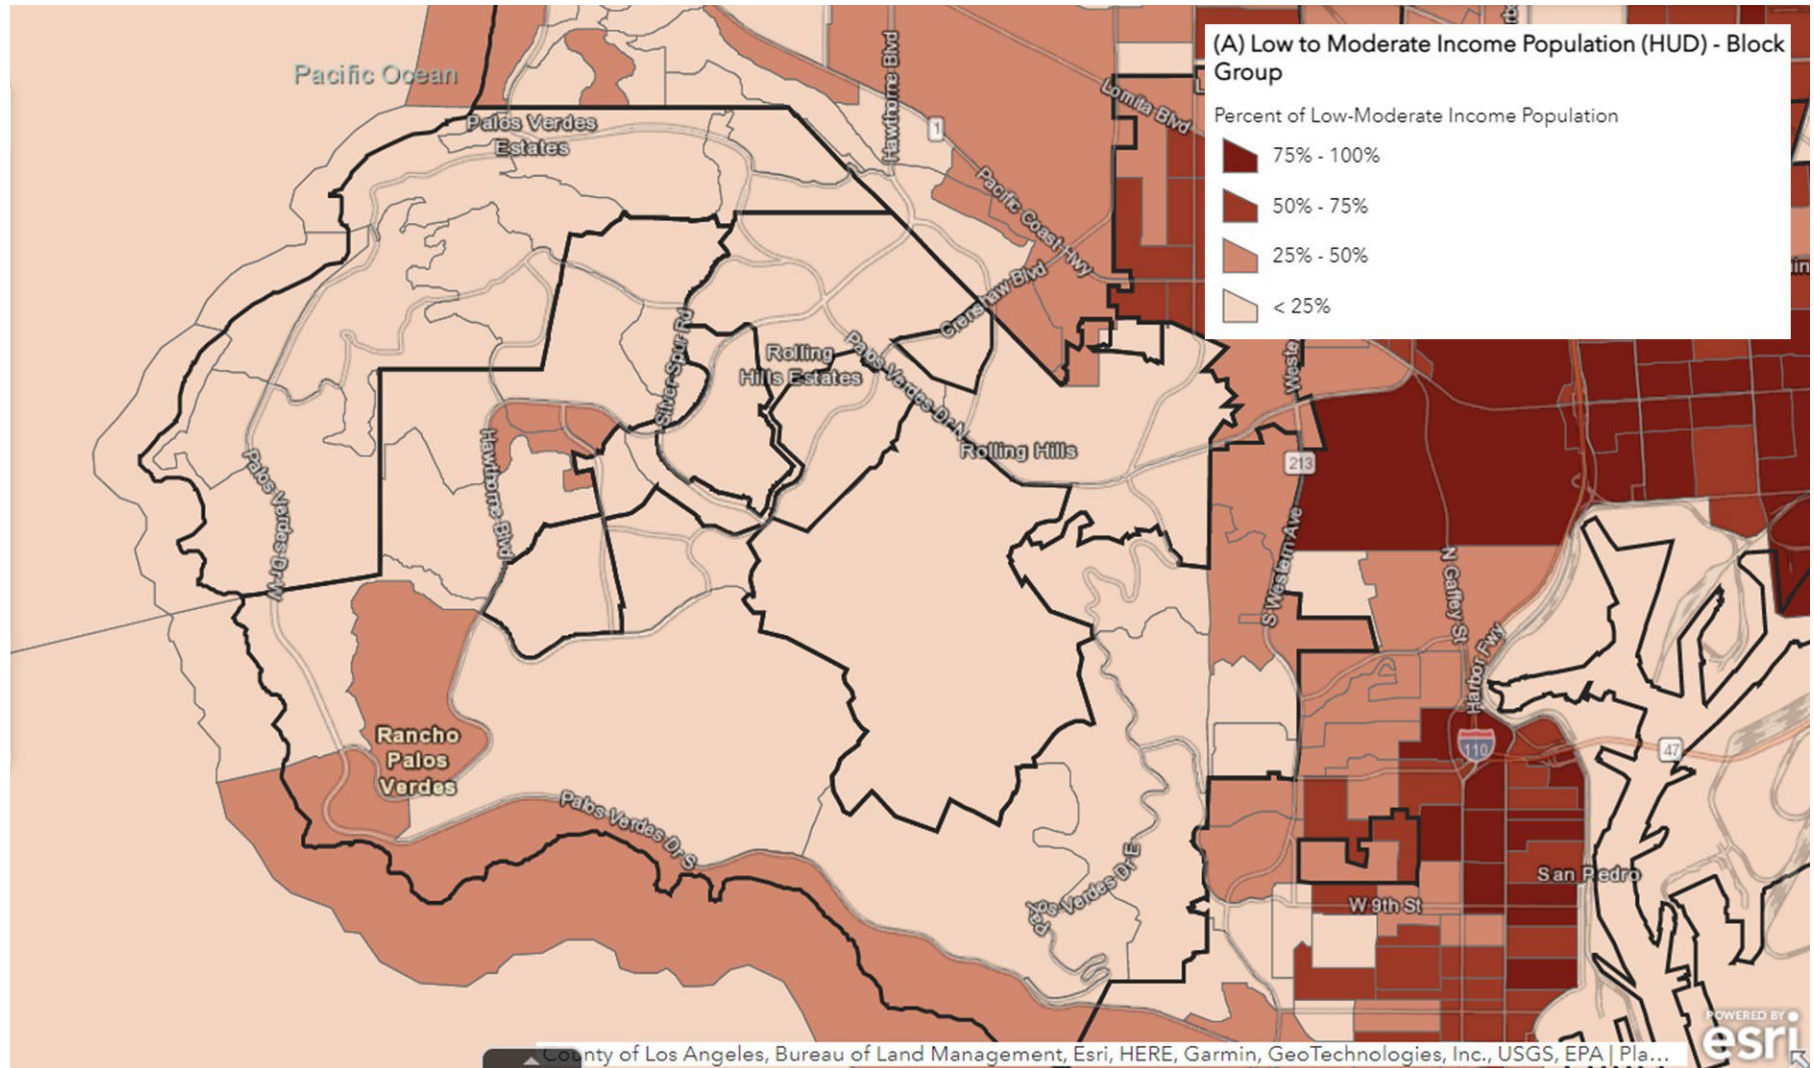 (A) Low to Moderate Income Population (HUD) - Block
Group
Percent of Low-Moderate Income Population
75% - 100%
50% - 75%
25% - 50%
< 25%
Pacific Ocean
Hawthorne Blvd
Lomita Blvd
1
Palos Verdes
Estates
Pacific Coast Hwy
Crenshaw Blvd
Silver Spur Rd
Rolling
Hills Estates
Palos Verdes Dr N
Rolling Hills
Weste
213
Hawthorne Blvd
Palos Verdes Dr W
S Western Ave
N Gaffey St
Harbor Fwy
Rancho
Palos
Verdes
110
47
Palos Verdes Dr S
Palos Verdes Dr E
San Pedro
W 9th St
POWERED BY
esri
County of Los Angeles, Bureau of Land Management, Esri, HERE, Garmin, GeoTechnologies, Inc., USGS, EPA | Pla...